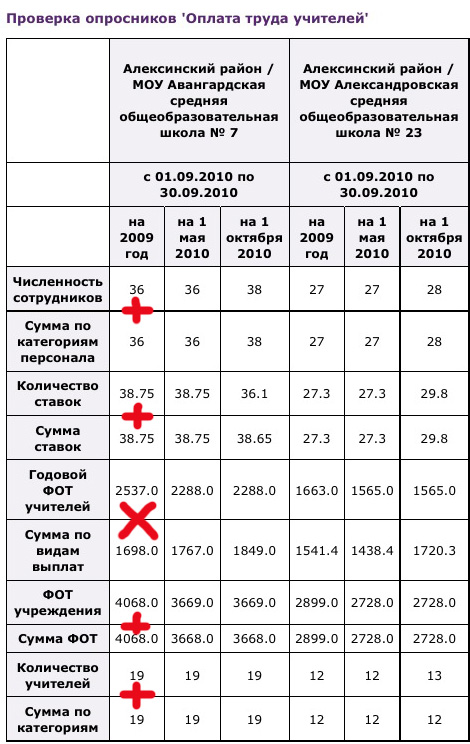 Проверка опросников 'Оплата труда учителей'
Алексинский район /
МОУ Авангардская
средняя
общеобразовательная
школа № 7
Алексинский район /
МОУ Александровская
средняя
общеобразовательная
школа № 23
с 01.09.2010 по
30.09.2010
с 01.09.2010 по
30.09.2010
на
2009
год
на 1
мая
2010
на 1
октября
2010
на
2009
год
на 1
мая
2010
на 1
октября
2010
Численность
сотрудников
36 36 38 27 27 28
Сумма по
категориям
персонала
36 36 38 27 27 28
Количество
ставок
38.75 38.75 36.1 27.3 27.3 29.8
Сумма
ставок
38.75 38.75 38.65 27.3 27.3 29.8
Годовой
ФОТ
учителей
2537.0 2288.0 2288.0 1663.0 1565.0 1565.0
Сумма по
видам
выплат
1698.0 1767.0 1849.0 1541.4 1438.4 1720.3
ФОТ
учреждения
4068.0 3669.0 3669.0 2899.0 2728.0 2728.0
Сумма ФОТ 4068.0 3668.0 3668.0 2899.0 2728.0 2728.0
Количество
учителей
19 19 19 12 12 13
Сумма по
категориям
19 19 19 12 12 12